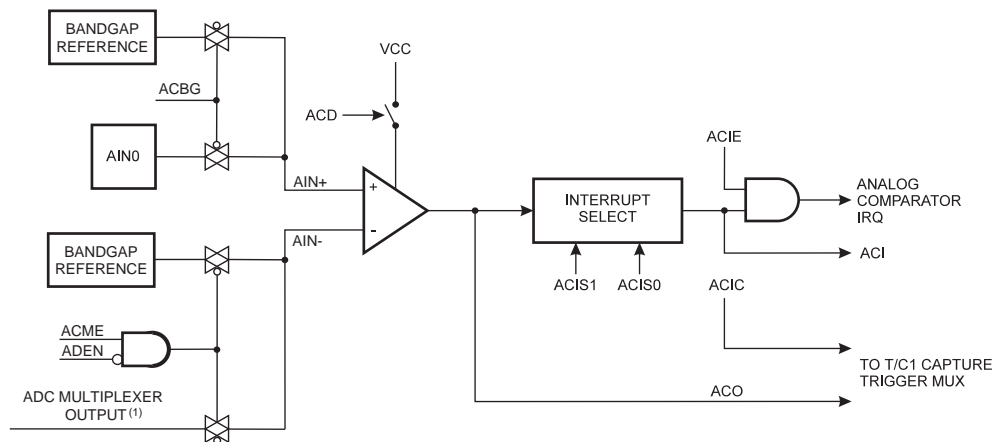 BANDGAP
REFERENCE
ACBG
AIN0
VCC
ACD
AIN+
+
-
AIN-
BANDGAP
REFERENCE
ACME
ADEN
ADC MULTIPLEXER
OUTPUT (1)
INTERRUPT
SELECT
ACIS1 ACIS0
ACIE
ANALOG
COMPARATOR
IRQ
ACI
ACIC
TO T/C1 CAPTURE
TRIGGER MUX
ACO